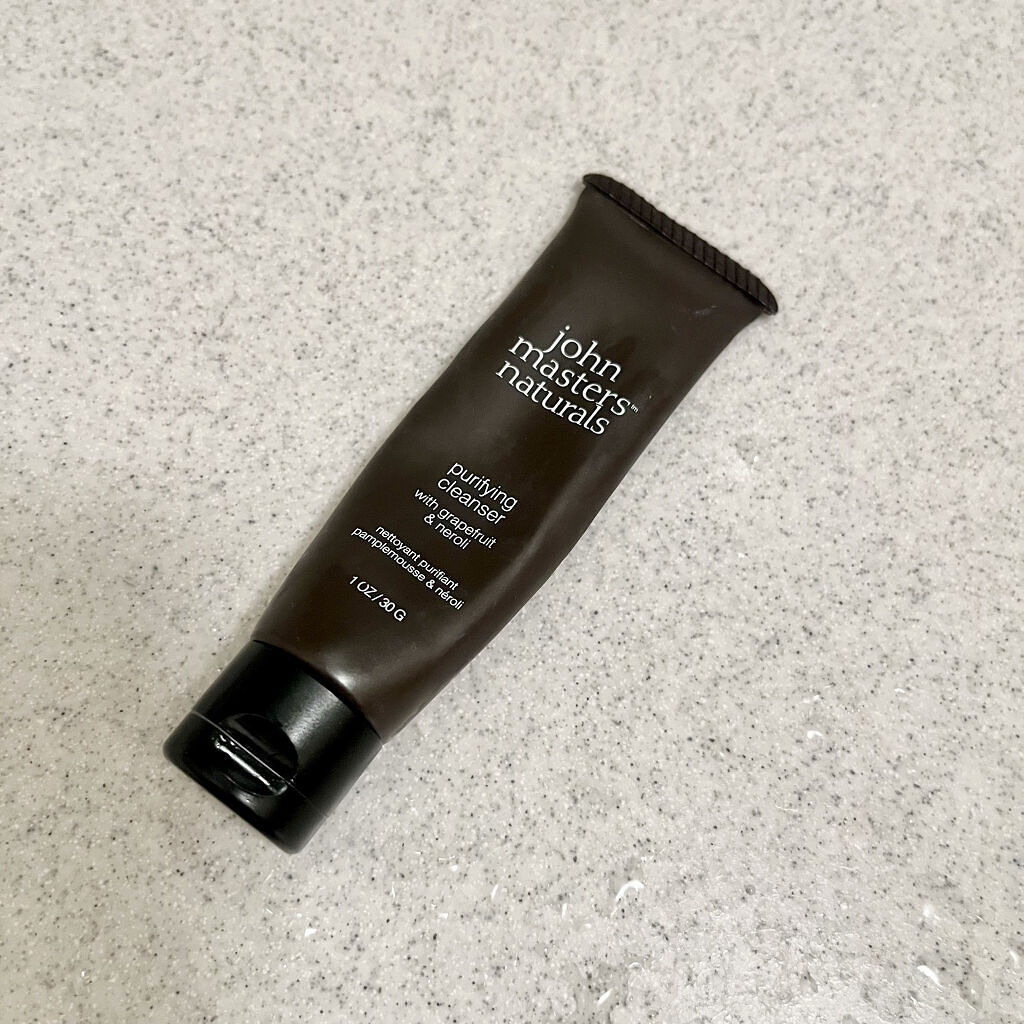 john
masters
naturals™
purifying
cleanser
with grapefruit
& neroli
nettoyant purifiant
pamplemousse & néroli
1 OZ / 30 G